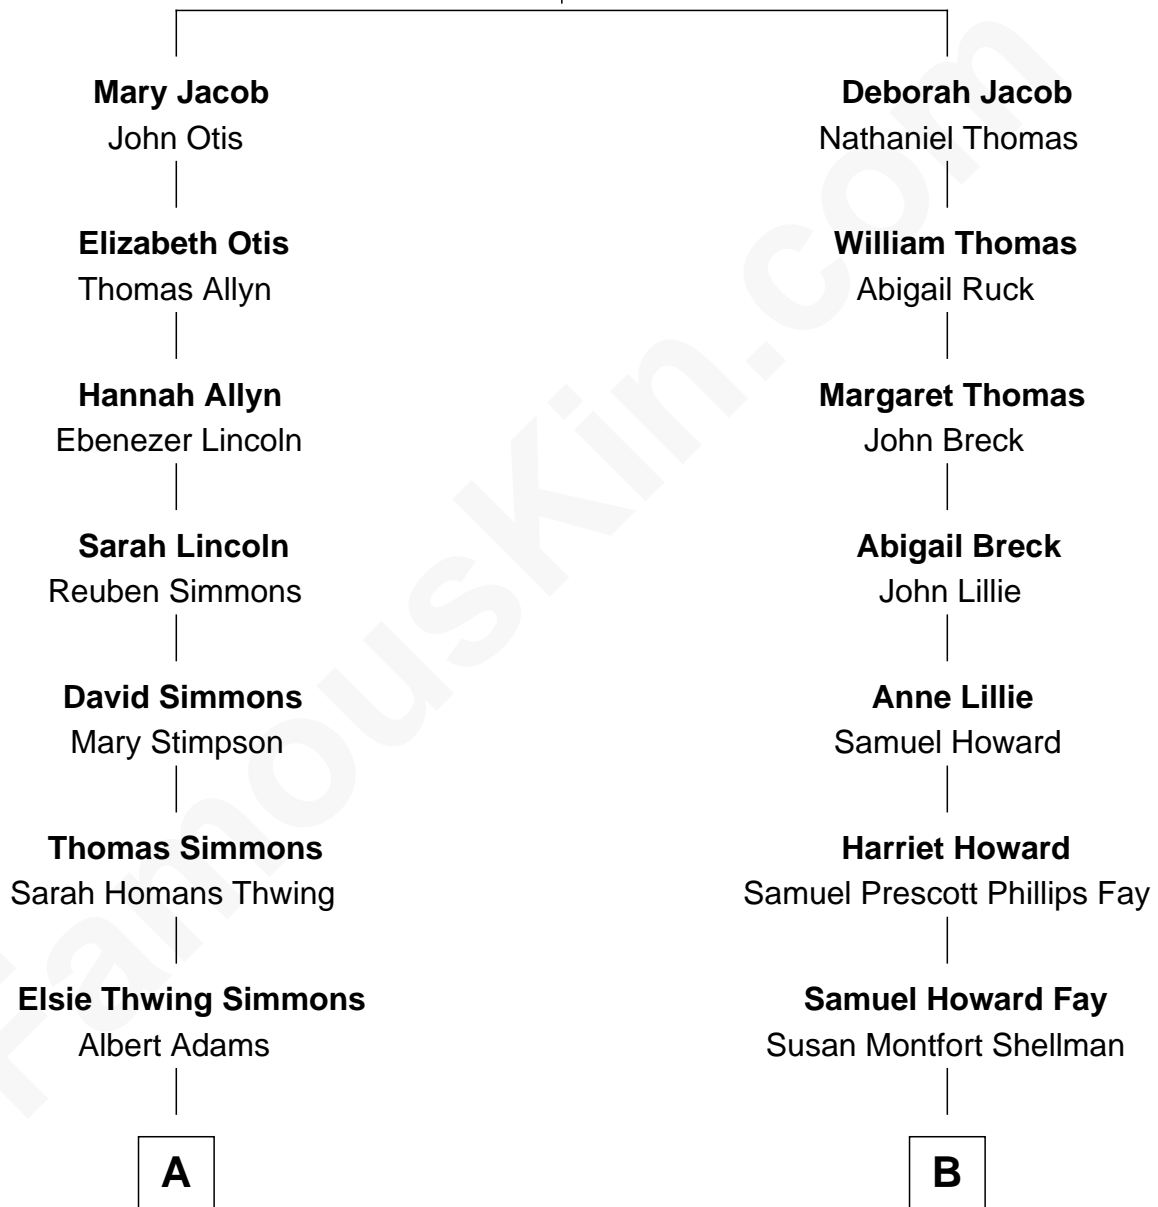 Mary Jacob
John Otis
Deborah Jacob
Nathaniel Thomas
Elizabeth Otis
Thomas Allyn
William Thomas
Abigail Ruck
Hannah Allyn
Ebenezer Lincoln
Margaret Thomas
John Breck
Sarah Lincoln
Reuben Simmons
Abigail Breck
John Lillie
David Simmons
Mary Stimpson
Anne Lillie
Samuel Howard
Thomas Simmons
Sarah Homans Thwing
Harriet Howard
Samuel Prescott Phillips Fay
Elsie Thwing Simmons
Albert Adams
Samuel Howard Fay
Susan Montfort Shellman
A
B
FamousKin.com